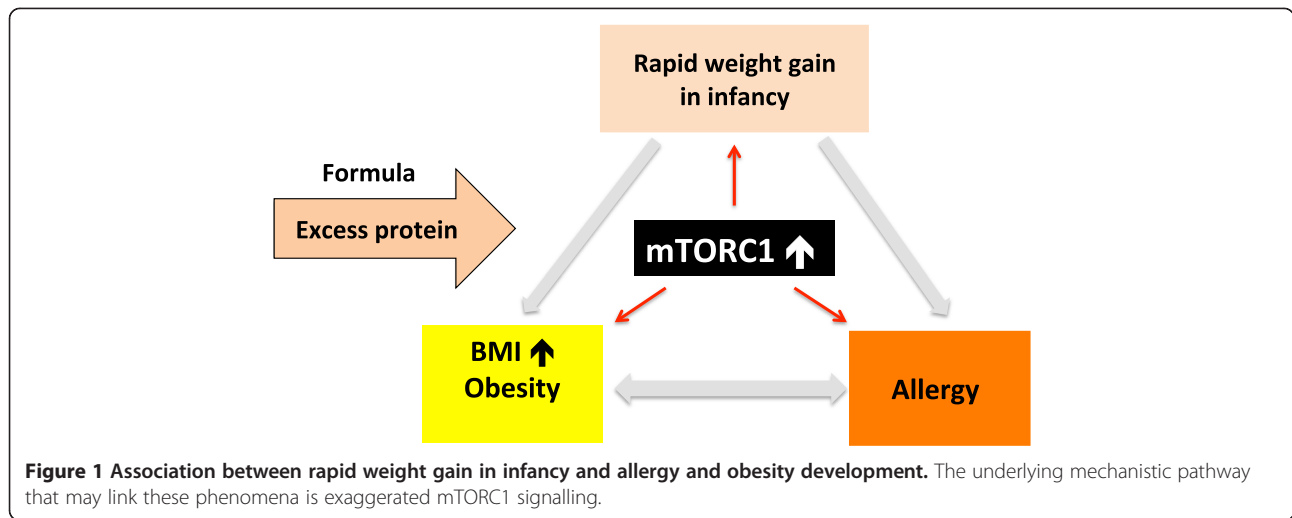 Rapid weight gain
in infancy
Formula
Excess protein
mTORC1
BMI
Obesity
Allergy
Figure 1 Association between rapid weight gain in infancy and allergy and obesity development. The underlying mechanistic pathway
that may link these phenomena is exaggerated mTORC1 signalling.